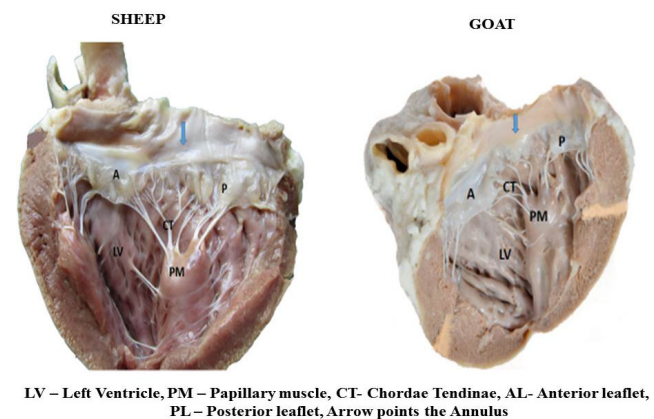 SHEEP
GOAT
A
P
CT
LV
PM
P
CT
A
PM
LV
LV – Left Ventricle, PM – Papillary muscle, CT- Chordae Tendinae, AL- Anterior leaflet,
PL – Posterior leaflet, Arrow points the Annulus